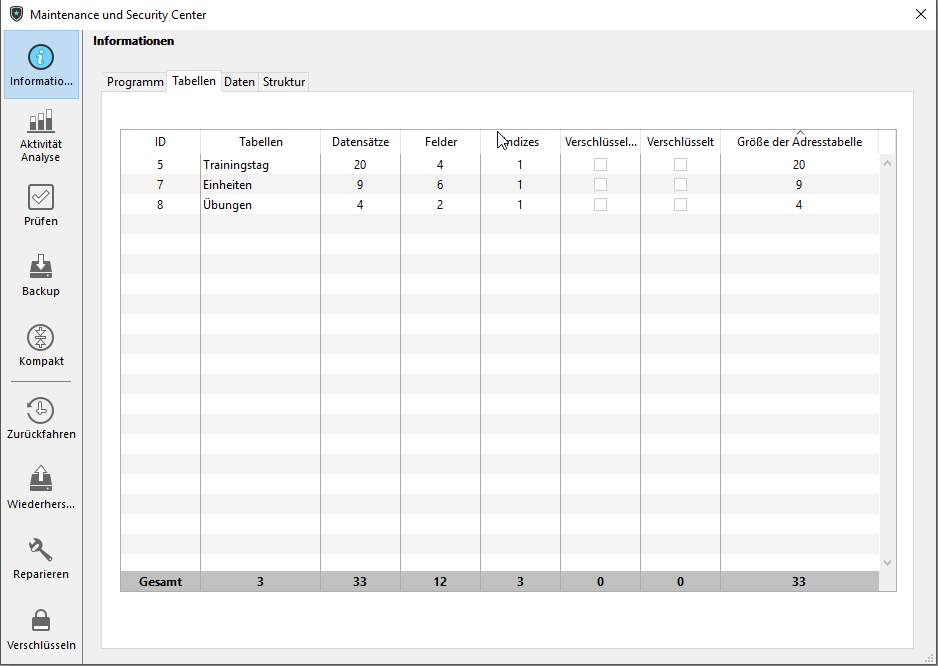 Maintenance und Security Center
Informationen
Informatio...
Aktivität
Analyse
Prüfen
Backup
Kompakt
Zurückfahren
Wiederhers...
Reparieren
Verschlüsseln
Programm Tabellen Daten Struktur
ID Tabellen Datensätze Felder Indizes Verschlüssel... Verschlüsselt Größe der Adresstabelle
5 Trainingstag 20 4 1 20
7 Einheiten 9 6 1 9
8 Übungen 4 2 1 4
Gesamt 3 33 12 3 0 0 33